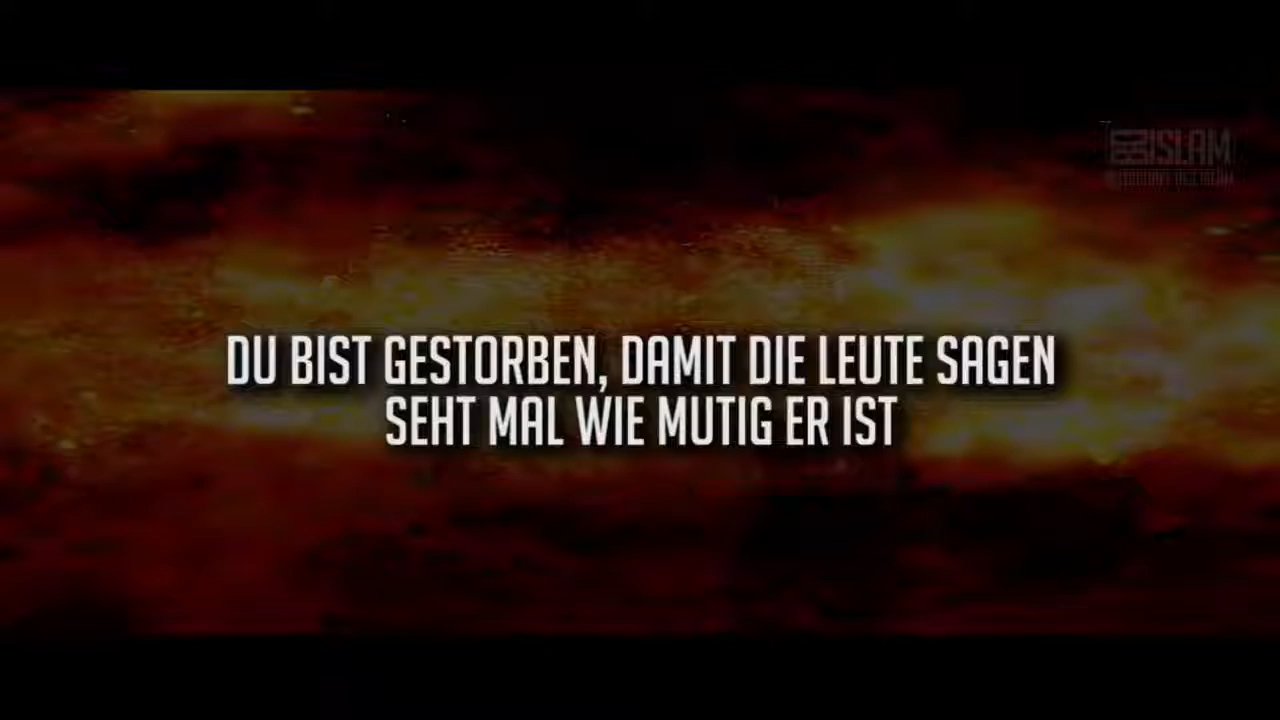 ISLAM
DU BIST GESTORBEN, DAMIT DIE LEUTE SAGEN
SEHT MAL WIE MUTIG ER IST